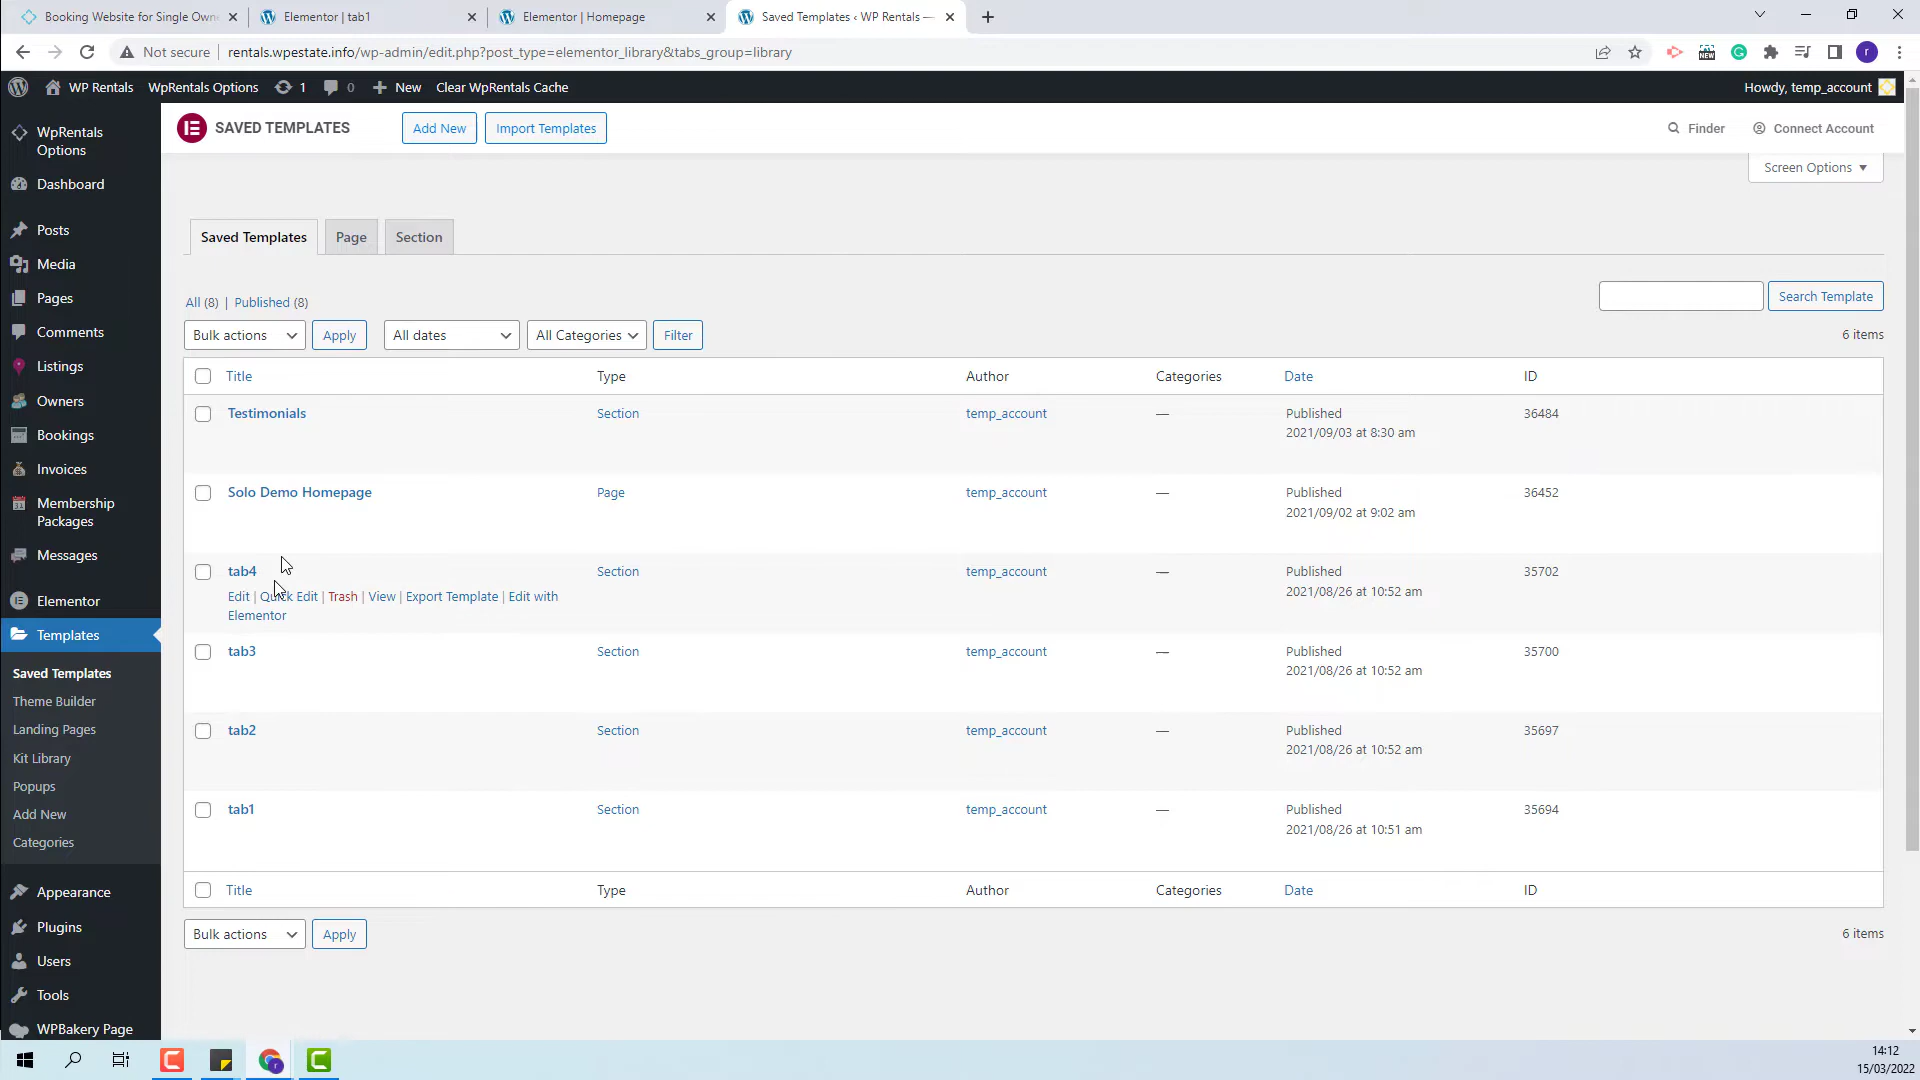 Booking Website for Single Own
Elementor | tab1
Elementor | Homepage
Saved Templates ‹ WP Rentals —
Not secure
rentals.wpestate.info/wp-admin/edit.php?post_type=elementor_library&tabs_group=library
WP Rentals
WpRentals Options
1
0
New
Clear WpRentals Cache
Howdy, temp_account
WpRentals Options
Dashboard
Posts
Media
Pages
Comments
Listings
Owners
Bookings
Invoices
Membership Packages
Messages
Elementor
Templates
Saved Templates
Theme Builder
Landing Pages
Kit Library
Popups
Add New
Categories
Appearance
Plugins
Users
Tools
WPBakery Page
SAVED TEMPLATES
Add New
Import Templates
Finder
Connect Account
Screen Options
Saved Templates
Page
Section
All (8) | Published (8)
Search Template
Bulk actions
Apply
All dates
All Categories
Filter
6 items
Title Type Author Categories Date ID
Testimonials Section temp_account — Published 36484
2021/09/03 at 8:30 am
Solo Demo Homepage Page temp_account — Published 36452
2021/09/02 at 9:02 am
tab4 Section temp_account — Published 35702
2021/08/26 at 10:52 am
Edit | Quick Edit | Trash | View | Export Template | Edit with
Elementor
tab3 Section temp_account — Published 35700
2021/08/26 at 10:52 am
tab2 Section temp_account — Published 35697
2021/08/26 at 10:52 am
tab1 Section temp_account — Published 35694
2021/08/26 at 10:51 am
Title Type Author Categories Date ID
Bulk actions
Apply
6 items
14:12
15/03/2022